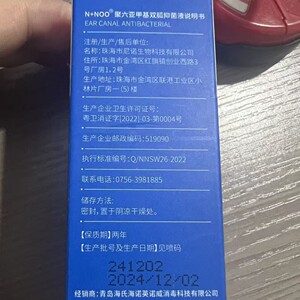 N+NOO® 聚六亚甲基双胍抑菌液说明书
EAR CANAL ANTIBACTERIAL
注册/生产/售后单位:
名称: 珠海市尼诺生物科技有限公司
住所: 珠海市金湾区红旗镇创业西路3
号厂房1,2号
生产地址: 珠海市金湾区联港工业区小
林片厂房一(5)楼
生产企业卫生许可证号:
粤卫消证字[2022]-03-第0004号
生产企业邮政编码: 519090
执行标准号: Q/NNSW26 2022
联系电话: 0756-3981885
储存方法:
密封, 置于阴凉干燥处。
【保质期】两年
【生产批号及生产日期】见喷码
241202
2024/12/02
经销商: 青岛海氏海诺英诺威消毒科技有限公司